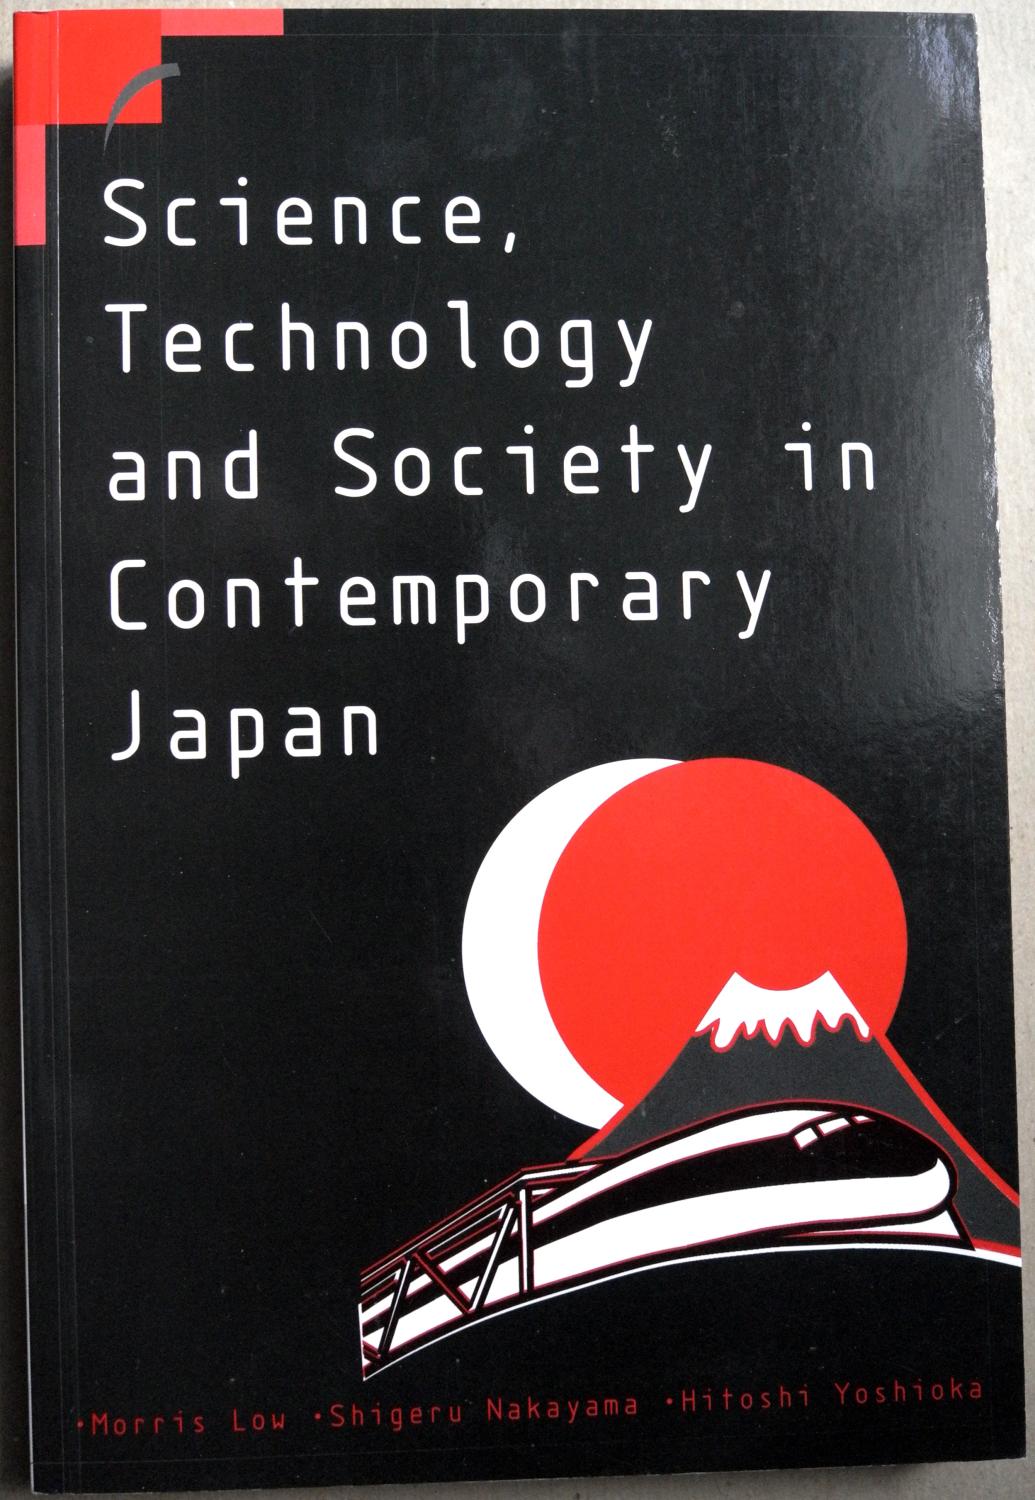 Science,
Technology
and Society in
Contemporary
Japan
•Morris Low •Shigeru Nakayama •Hitoshi Yoshioka